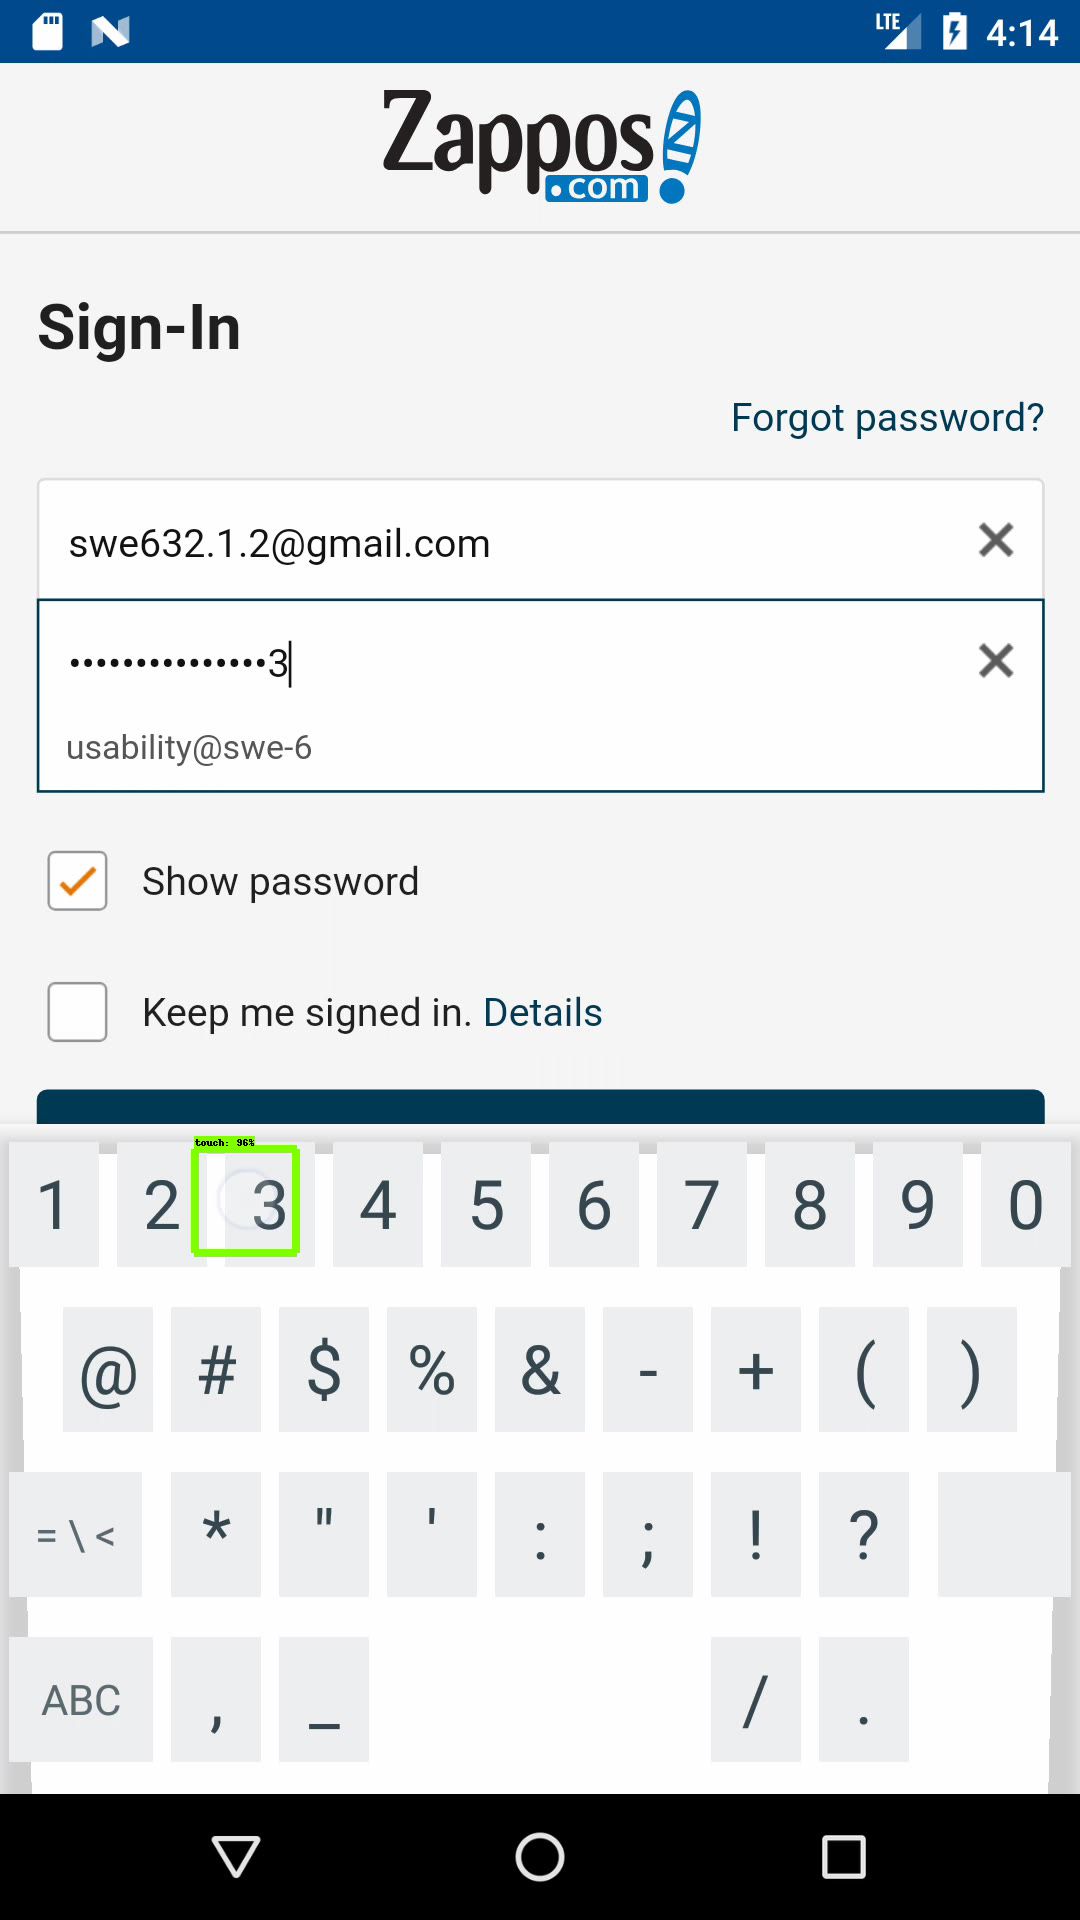 LTE 4:14
Zappos
.com
Sign-In
Forgot password?
swe632.1.2@gmail.com
•••••••••••••••3
usability@swe-6
Show password
Keep me signed in. Details
touch: 96%
1 2 3 4 5 6 7 8 9 0
@ # $ % & - + ( )
= \ < * " ' : ; ! ?
ABC , _ / .